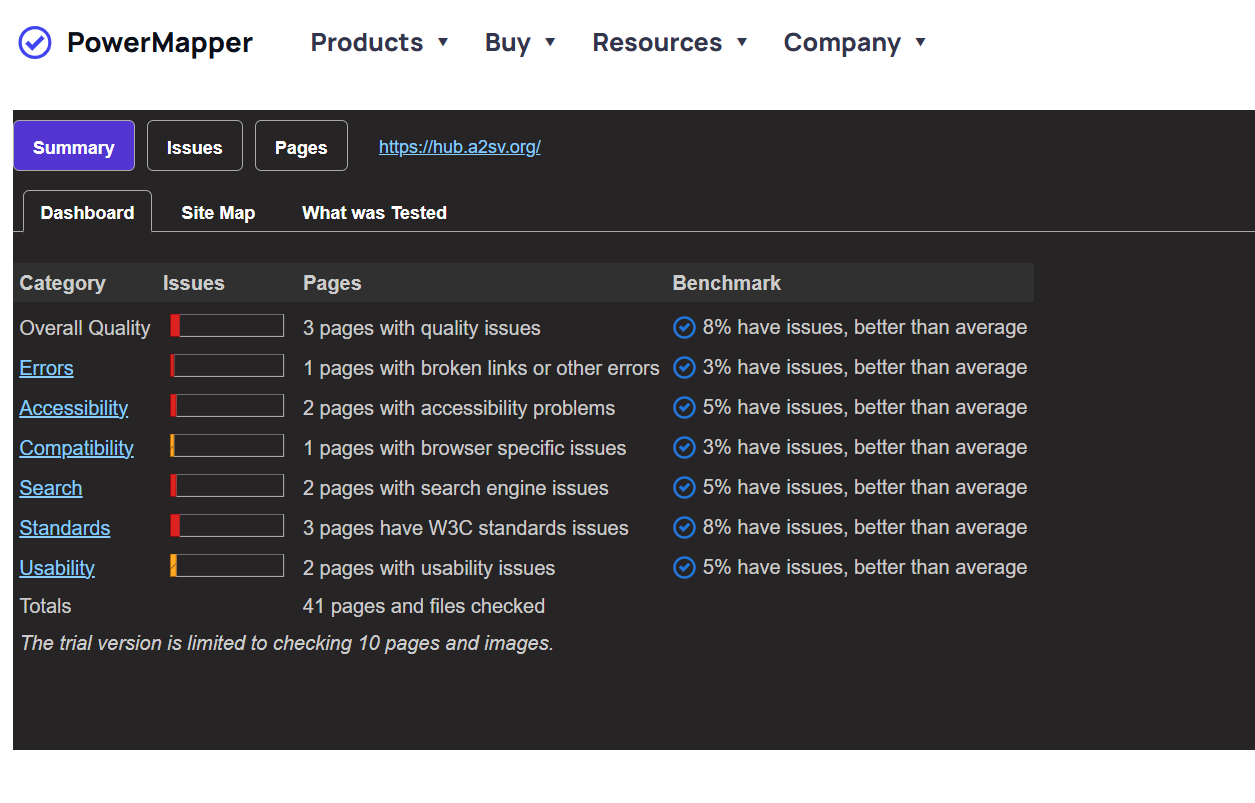 PowerMapper Products Buy Resources Company
Summary Issues Pages https://hub.a2sv.org/
Dashboard Site Map What was Tested
Category Issues Pages Benchmark
Overall Quality 3 pages with quality issues 8% have issues, better than average
Errors 1 pages with broken links or other errors 3% have issues, better than average
Accessibility 2 pages with accessibility problems 5% have issues, better than average
Compatibility 1 pages with browser specific issues 3% have issues, better than average
Search 2 pages with search engine issues 5% have issues, better than average
Standards 3 pages have W3C standards issues 8% have issues, better than average
Usability 2 pages with usability issues 5% have issues, better than average
Totals 41 pages and files checked
The trial version is limited to checking 10 pages and images.